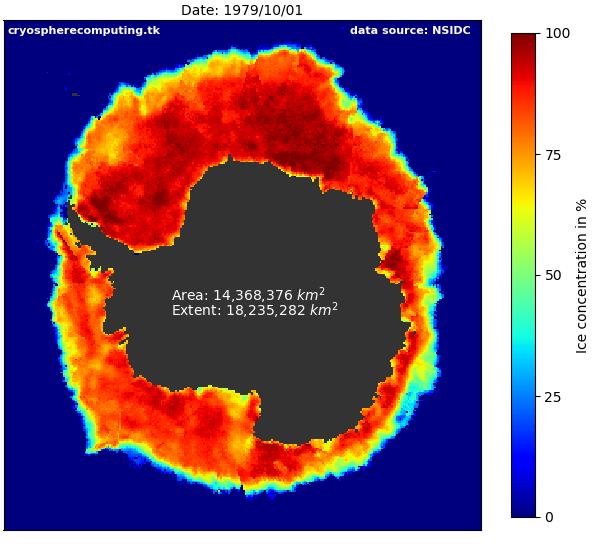 Date: 1979/10/01
cryospherecomputing.tk
data source: NSIDC
Area: 14,368,376 km²
Extent: 18,235,282 km²
100
75
50
25
0
Ice concentration in %